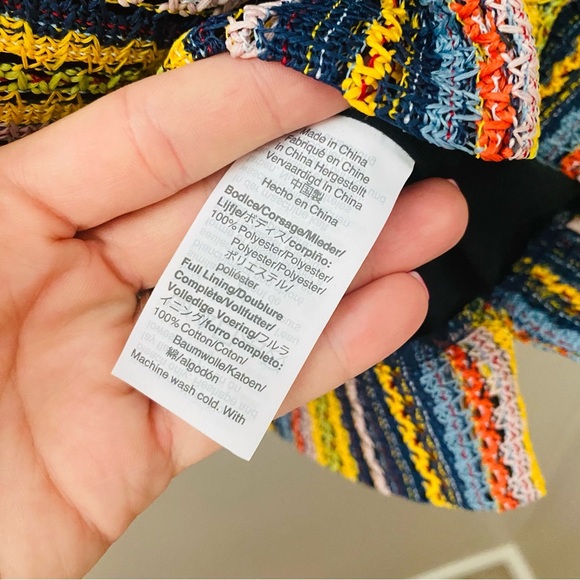 Made in China
Fabriqué en Chine
in China Hergestellt
Vervaardigd in China
中国製
Hecho en China
Bodice/Corsage/Mieder/
Lijfje/ボディス/corpiño:
100% Polyester/Polyester/
Polyester/Polyester/
ポリエステル/
poliéster
Full Lining/Doublure
Complète/Vollfutter/
Volledige Voering/フルラ
イニング/forro completo:
100% Cotton/Coton/
Baumwolle/Katoen/
綿/algodón
Machine wash cold. With